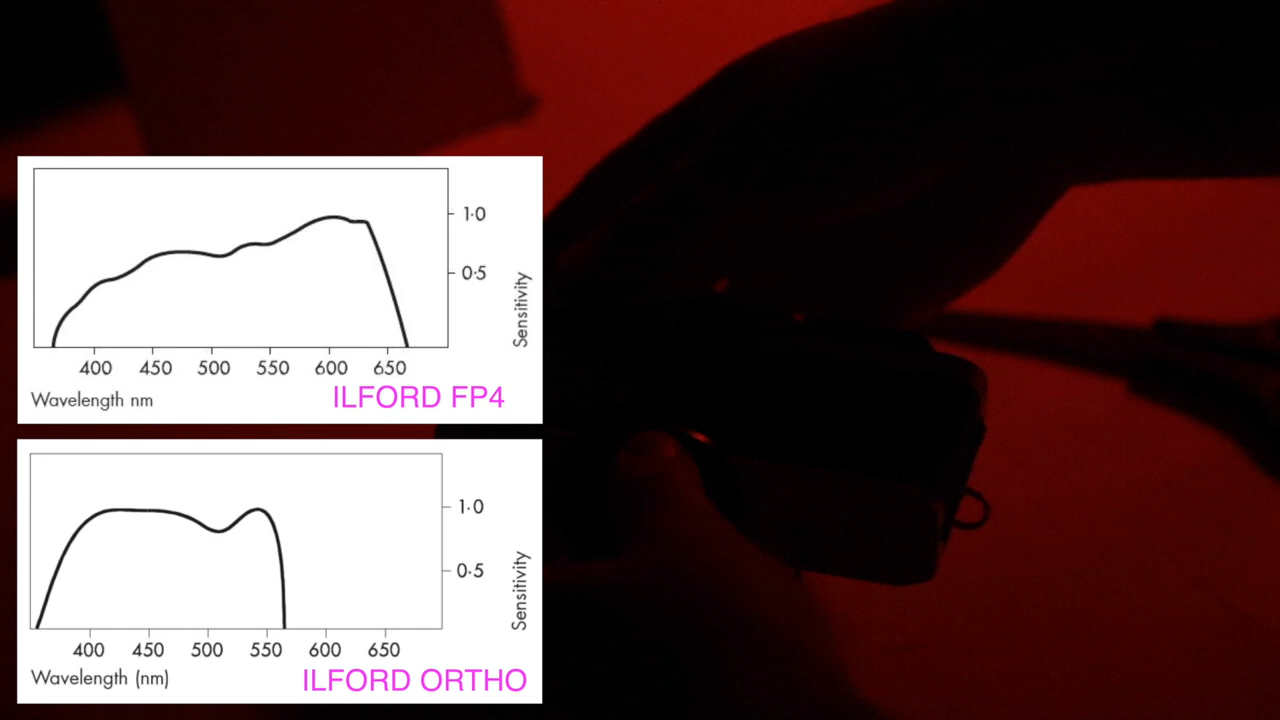 1·0
0·5
Sensitivity
400 450 500 550 600 650
Wavelength nm
ILFORD FP4
1·0
0·5
Sensitivity
400 450 500 550 600 650
Wavelength (nm)
ILFORD ORTHO